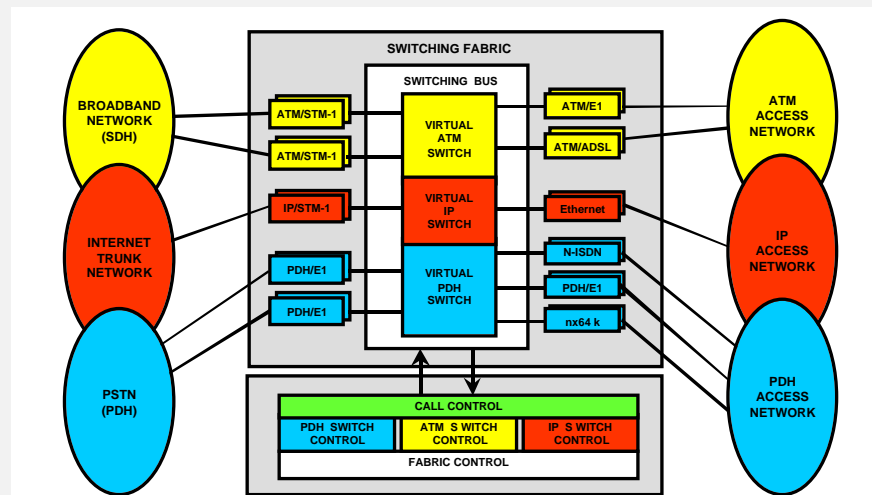 SWITCHING FABRIC
SWITCHING BUS
BROADBAND
NETWORK
(SDH)
INTERNET
TRUNK
NETWORK
PSTN
(PDH)
ATM/STM-1
ATM/STM-1
IP/STM-1
PDH/E1
PDH/E1
VIRTUAL
ATM
SWITCH
VIRTUAL
IP
SWITCH
VIRTUAL
PDH
SWITCH
ATM/E1
ATM/ADSL
Ethernet
N-ISDN
PDH/E1
nx64 k
ATM
ACCESS
NETWORK
IP
ACCESS
NETWORK
PDH
ACCESS
NETWORK
CALL CONTROL
PDH SWITCH
CONTROL
ATM S WITCH
CONTROL
IP S WITCH
CONTROL
FABRIC CONTROL